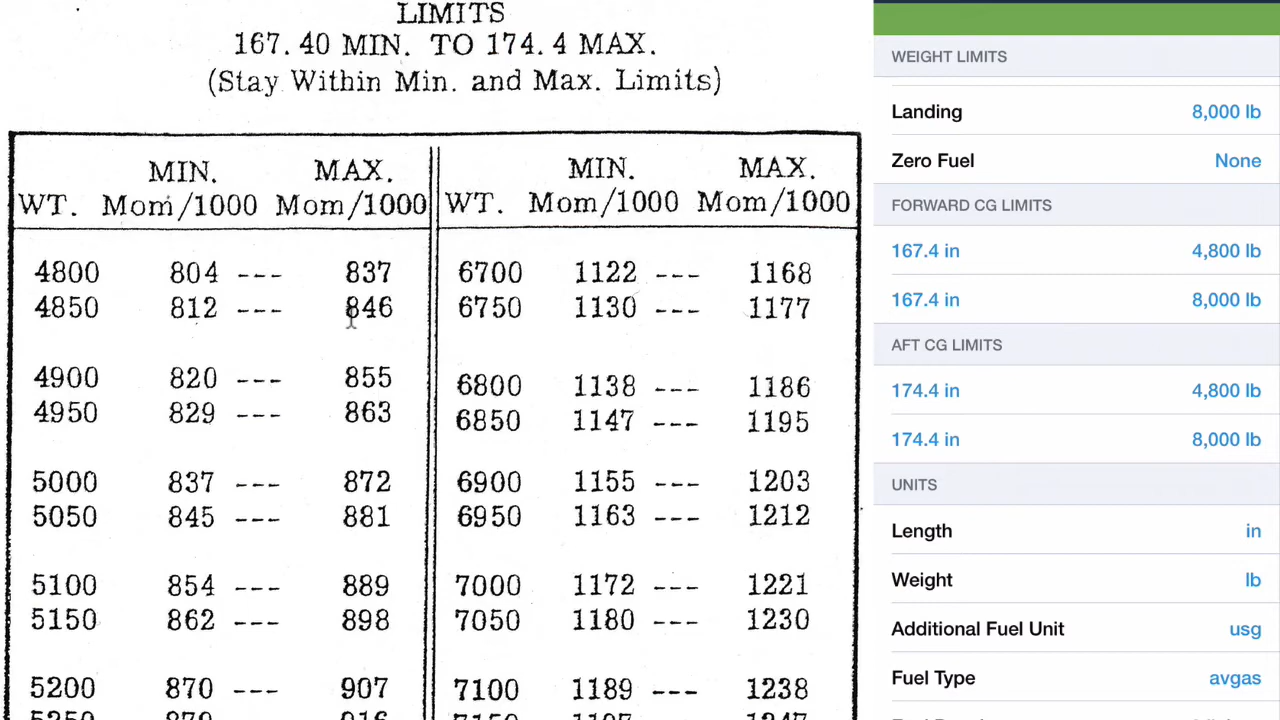 LIMITS
167.40 MIN. TO 174.4 MAX.
(Stay Within Min. and Max. Limits)
MIN. MAX. MIN. MAX.
WT. Mom/1000 Mom/1000 WT. Mom/1000 Mom/1000
4800 804 --- 837 6700 1122 --- 1168
4850 812 --- 846 6750 1130 --- 1177
4900 820 --- 855 6800 1138 --- 1186
4950 829 --- 863 6850 1147 --- 1195
5000 837 --- 872 6900 1155 --- 1203
5050 845 --- 881 6950 1163 --- 1212
5100 854 --- 889 7000 1172 --- 1221
5150 862 --- 898 7050 1180 --- 1230
5200 870 --- 907 7100 1189 --- 1238
WEIGHT LIMITS
Landing 8,000 lb
Zero Fuel None
FORWARD CG LIMITS
167.4 in 4,800 lb
167.4 in 8,000 lb
AFT CG LIMITS
174.4 in 4,800 lb
174.4 in 8,000 lb
UNITS
Length in
Weight lb
Additional Fuel Unit usg
Fuel Type avgas